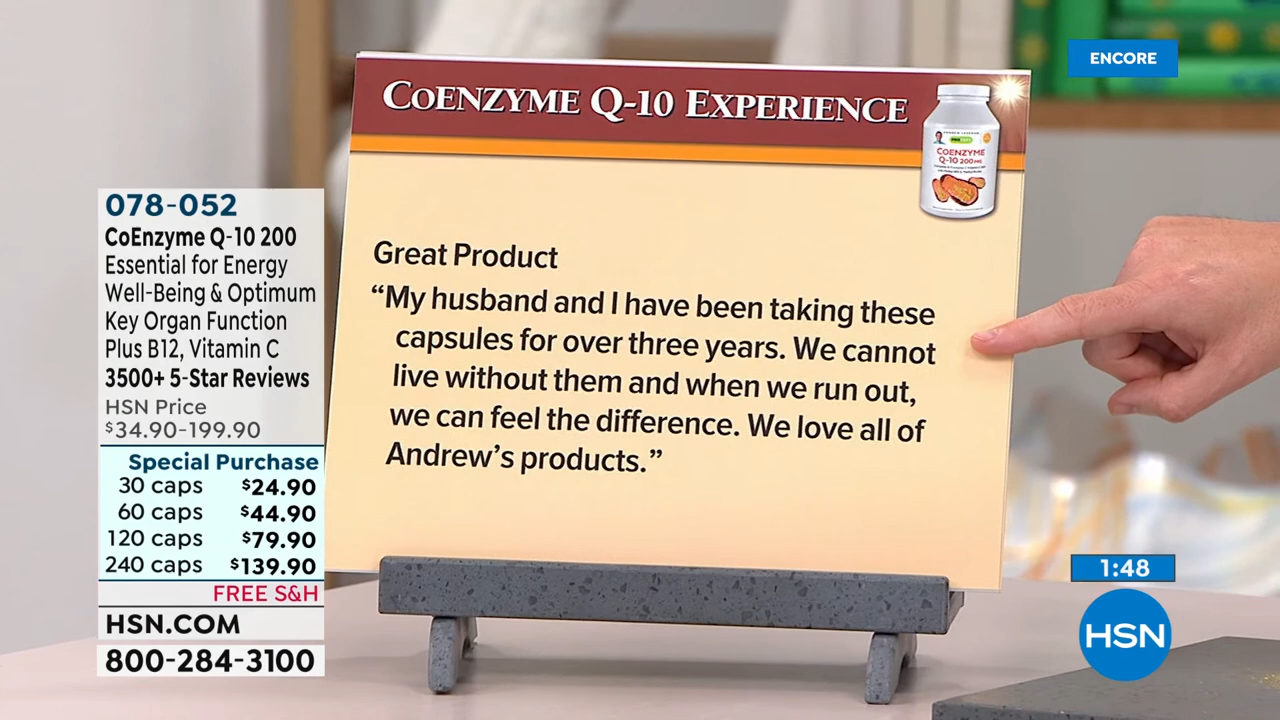 ENCORE
COENZYME Q-10 EXPERIENCE
COENZYME
Q-10 200MG
Great Product
“My husband and I have been taking these
capsules for over three years. We cannot
live without them and when we run out,
we can feel the difference. We love all of
Andrew’s products.”
078-052
CoEnzyme Q-10 200
Essential for Energy
Well-Being & Optimum
Key Organ Function
Plus B12, Vitamin C
3500+ 5-Star Reviews
HSN Price
$34.90-199.90
Special Purchase
30 caps $24.90
60 caps $44.90
120 caps $79.90
240 caps $139.90
FREE S&H
HSN.COM
800-284-3100
1:48
HSN